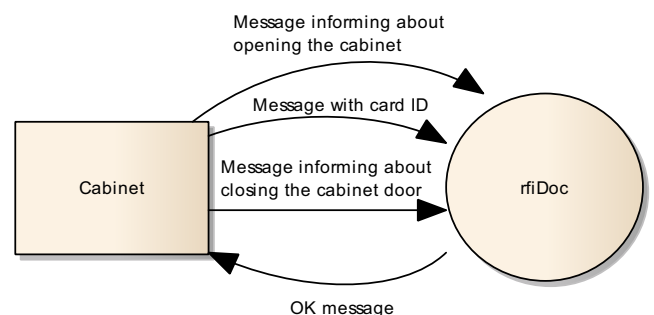 Message informing about
opening the cabinet
Message with card ID
Message informing about
closing the cabinet door
Cabinet
rfiDoc
OK message